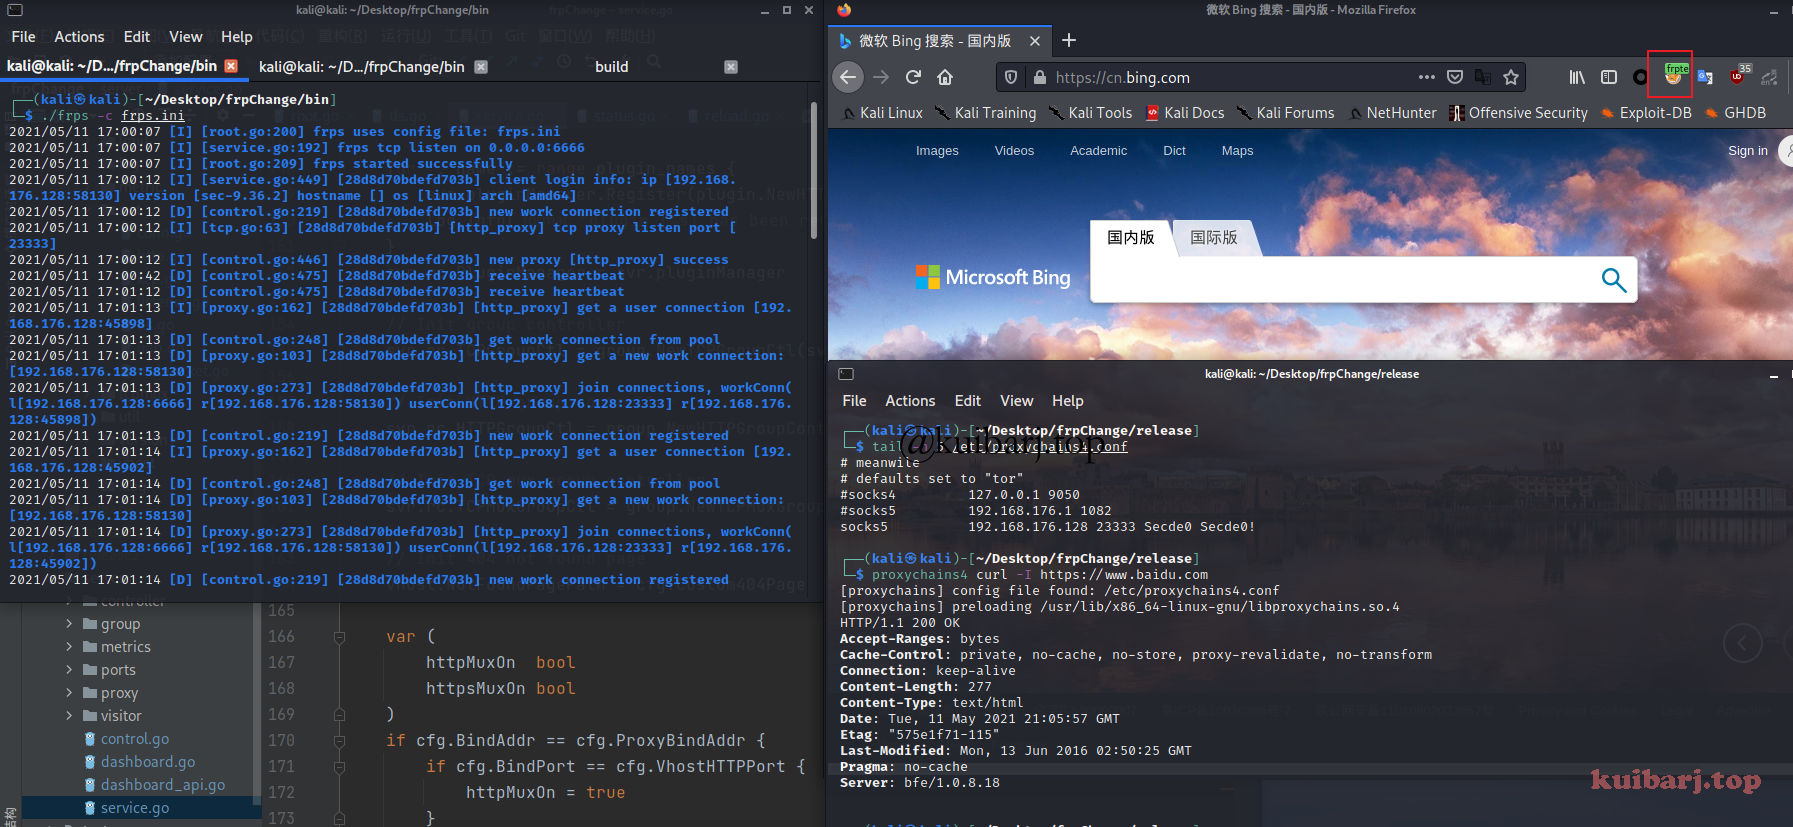 kali@kali: ~/Desktop/frpChange/bin
File Actions Edit View Help
kali@kali: ~/D.../frpChange/bin
kali@kali: ~/D.../frpChange/bin
build
┌──(kali㉿kali)-[~/Desktop/frpChange/bin]
└─$ ./frps -c frps.ini
2021/05/11 17:00:07 [I] [root.go:200] frps uses config file: frps.ini
2021/05/11 17:00:07 [I] [service.go:192] frps tcp listen on 0.0.0.0:6666
2021/05/11 17:00:07 [I] [root.go:209] frps started successfully
2021/05/11 17:00:12 [I] [service.go:449] [28d8d70bdefd703b] client login info: ip [192.168.
176.128:58130] version [sec-9.36.2] hostname [] os [linux] arch [amd64]
2021/05/11 17:00:12 [D] [control.go:219] [28d8d70bdefd703b] new work connection registered
2021/05/11 17:00:12 [I] [tcp.go:63] [28d8d70bdefd703b] [http_proxy] tcp proxy listen port [
23333]
2021/05/11 17:00:12 [I] [control.go:446] [28d8d70bdefd703b] new proxy [http_proxy] success
2021/05/11 17:00:42 [D] [control.go:475] [28d8d70bdefd703b] receive heartbeat
2021/05/11 17:01:12 [D] [control.go:475] [28d8d70bdefd703b] receive heartbeat
2021/05/11 17:01:13 [I] [proxy.go:162] [28d8d70bdefd703b] [http_proxy] get a user connection [192.
168.176.128:45898]
2021/05/11 17:01:13 [D] [control.go:248] [28d8d70bdefd703b] get work connection from pool
2021/05/11 17:01:13 [D] [proxy.go:103] [28d8d70bdefd703b] [http_proxy] get a new work connection:
[192.168.176.128:58130]
2021/05/11 17:01:13 [D] [proxy.go:273] [28d8d70bdefd703b] [http_proxy] join connections, workConn(
l[192.168.176.128:6666] r[192.168.176.128:58130]) userConn(l[192.168.176.128:23333] r[192.168.176.
128:45898])
2021/05/11 17:01:13 [D] [control.go:219] [28d8d70bdefd703b] new work connection registered
2021/05/11 17:01:14 [I] [proxy.go:162] [28d8d70bdefd703b] [http_proxy] get a user connection [192.
168.176.128:45902]
2021/05/11 17:01:14 [D] [control.go:248] [28d8d70bdefd703b] get work connection from pool
2021/05/11 17:01:14 [D] [proxy.go:103] [28d8d70bdefd703b] [http_proxy] get a new work connection:
[192.168.176.128:58130]
2021/05/11 17:01:14 [D] [proxy.go:273] [28d8d70bdefd703b] [http_proxy] join connections, workConn(
l[192.168.176.128:6666] r[192.168.176.128:58130]) userConn(l[192.168.176.128:23333] r[192.168.176.
128:45902])
2021/05/11 17:01:14 [D] [control.go:219] [28d8d70bdefd703b] new work connection registered
controller
group
metrics
ports
proxy
visitor
control.go
dashboard.go
dashboard_api.go
service.go
结构
165
166 var (
167 httpMuxOn bool
168 httpsMuxOn bool
169 )
170 if cfg.BindAddr == cfg.ProxyBindAddr {
171 if cfg.BindPort == cfg.VhostHTTPPort {
172 httpMuxOn = true
173 }
微软 Bing 搜索 - 国内版 - Mozilla Firefox
微软 Bing 搜索 - 国内版
https://cn.bing.com
frpte
35
Kali Linux Kali Training Kali Tools Kali Docs Kali Forums NetHunter Offensive Security Exploit-DB GHDB
Images Videos Academic Dict Maps Sign in
国内版 国际版
Microsoft Bing
kali@kali: ~/Desktop/frpChange/release
File Actions Edit View Help
┌──(kali㉿kali)-[~/Desktop/frpChange/release]
└─$ tail -n 5 /etc/proxychains4.conf
@kuibarj.top
# meanwile
# defaults set to "tor"
#socks4 127.0.0.1 9050
#socks5 192.168.176.1 1082
socks5 192.168.176.128 23333 Secde0 Secde0!
┌──(kali㉿kali)-[~/Desktop/frpChange/release]
└─$ proxychains4 curl -I https://www.baidu.com
[proxychains] config file found: /etc/proxychains4.conf
[proxychains] preloading /usr/lib/x86_64-linux-gnu/libproxychains.so.4
HTTP/1.1 200 OK
Accept-Ranges: bytes
Cache-Control: private, no-cache, no-store, proxy-revalidate, no-transform
Connection: keep-alive
Content-Length: 277
Content-Type: text/html
Date: Tue, 11 May 2021 21:05:57 GMT
Etag: "575e1f71-115"
Last-Modified: Mon, 13 Jun 2016 02:50:25 GMT
Pragma: no-cache
Server: bfe/1.0.8.18
kuibarj.top